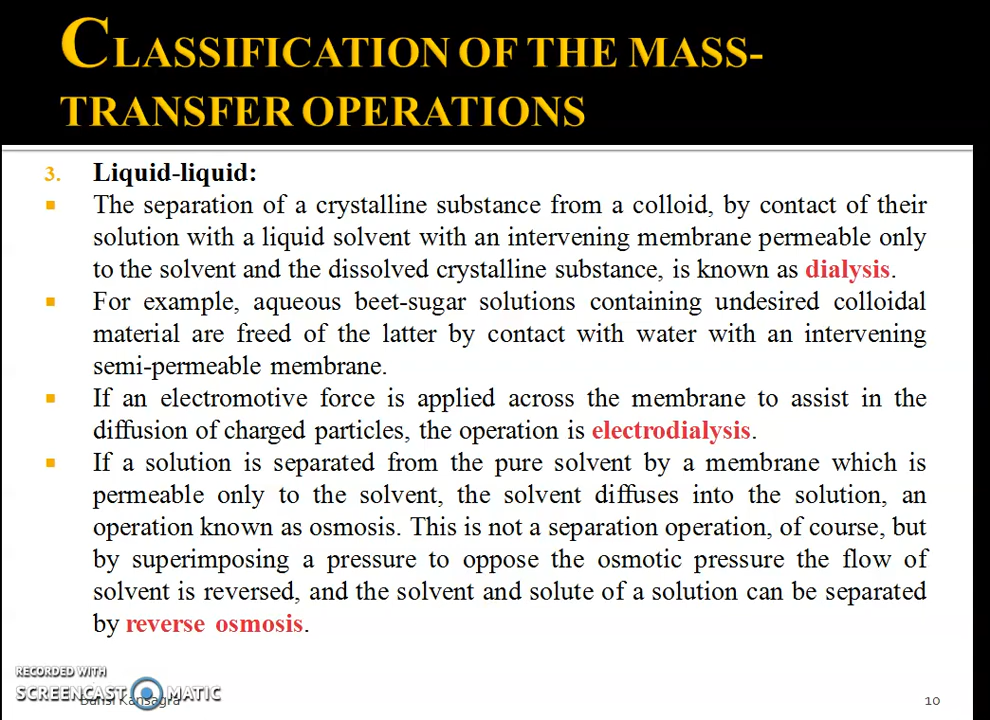 CLASSIFICATION OF THE MASS-
TRANSFER OPERATIONS
3. Liquid-liquid:
▪ The separation of a crystalline substance from a colloid, by contact of their
solution with a liquid solvent with an intervening membrane permeable only
to the solvent and the dissolved crystalline substance, is known as dialysis.
▪ For example, aqueous beet-sugar solutions containing undesired colloidal
material are freed of the latter by contact with water with an intervening
semi-permeable membrane.
▪ If an electromotive force is applied across the membrane to assist in the
diffusion of charged particles, the operation is electrodialysis.
▪ If a solution is separated from the pure solvent by a membrane which is
permeable only to the solvent, the solvent diffuses into the solution, an
operation known as osmosis. This is not a separation operation, of course, but
by superimposing a pressure to oppose the osmotic pressure the flow of
solvent is reversed, and the solvent and solute of a solution can be separated
by reverse osmosis.
RECORDED WITH
SCREENCAST MATIC
Bansi Kansagra 10